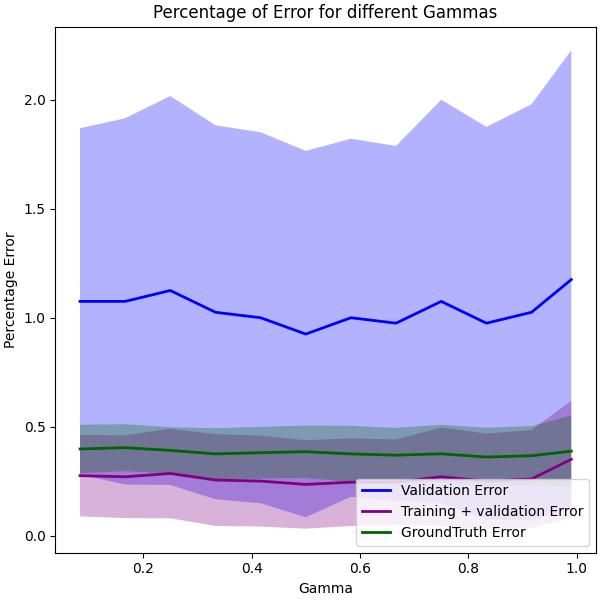 Percentage of Error for different Gammas
2.0
1.5
1.0
0.5
0.0
Percentage Error
Validation Error
Training + validation Error
GroundTruth Error
0.2 0.4 0.6 0.8 1.0
Gamma